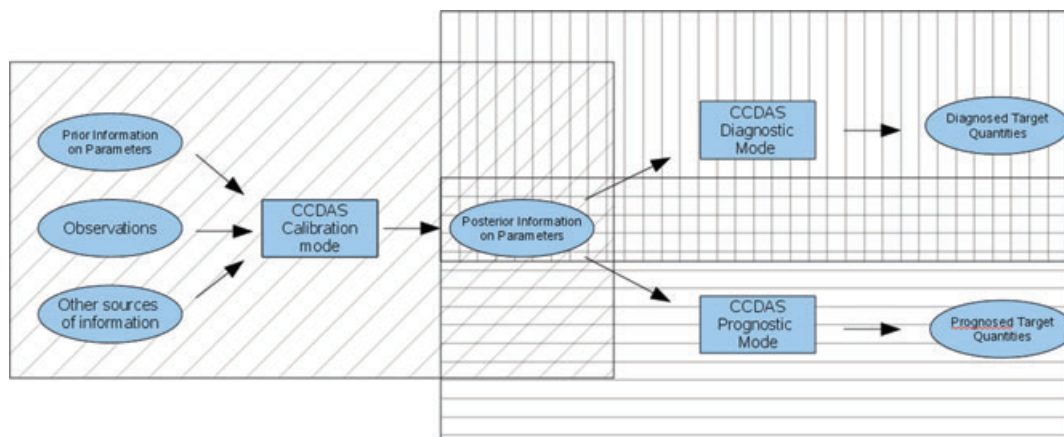 Prior Information
on Parameters
Observations
Other sources
of information
CCDAS
Calibration
mode
Posterior Information
on Parameters
CCDAS
Diagnostic
Mode
Diagnosed Target
Quantities
CCDAS
Prognostic
Mode
Prognosed Target
Quantities